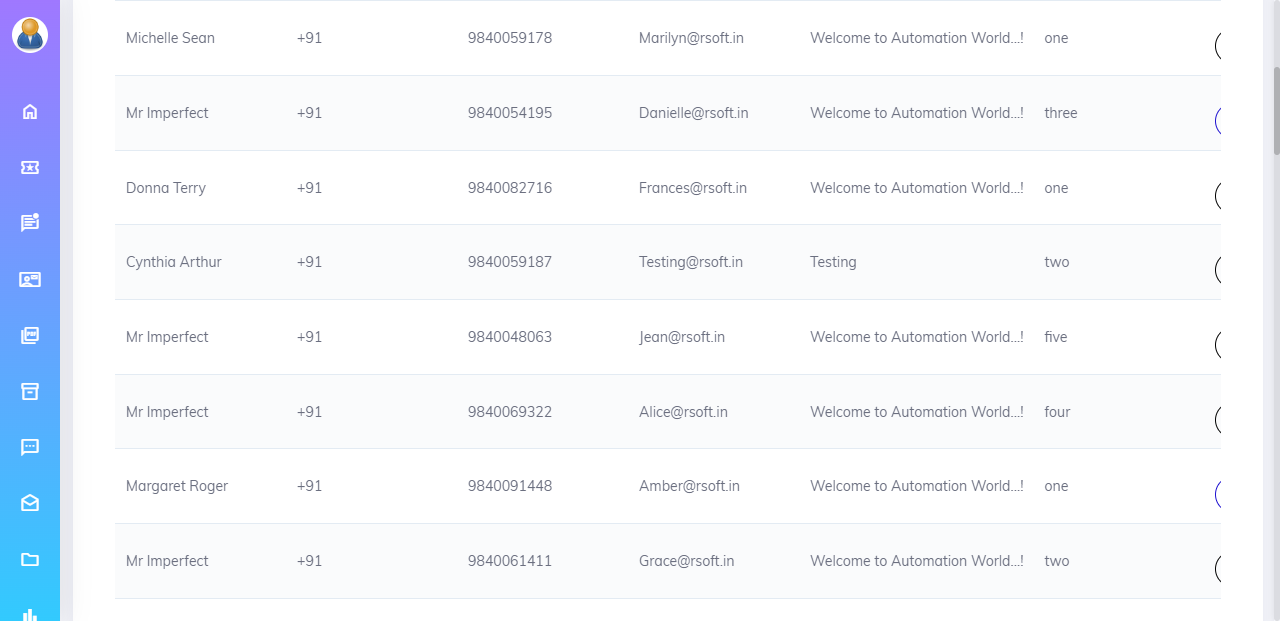 Michelle Sean +91 9840059178 Marilyn@rsoft.in Welcome to Automation World...! one
Mr Imperfect +91 9840054195 Danielle@rsoft.in Welcome to Automation World...! three
Donna Terry +91 9840082716 Frances@rsoft.in Welcome to Automation World...! one
Cynthia Arthur +91 9840059187 Testing@rsoft.in Testing two
Mr Imperfect +91 9840048063 Jean@rsoft.in Welcome to Automation World...! five
Mr Imperfect +91 9840069322 Alice@rsoft.in Welcome to Automation World...! four
Margaret Roger +91 9840091448 Amber@rsoft.in Welcome to Automation World...! one
Mr Imperfect +91 9840061411 Grace@rsoft.in Welcome to Automation World...! two